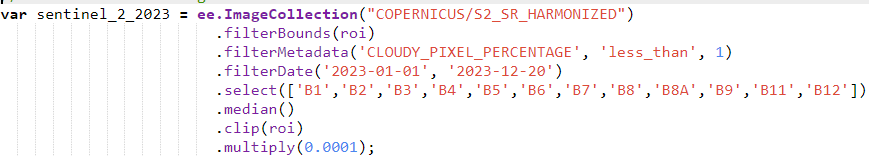 var sentinel_2_2023 = ee.ImageCollection("COPERNICUS/S2_SR_HARMONIZED")
.filterBounds(roi)
.filterMetadata('CLOUDY_PIXEL_PERCENTAGE', 'less_than', 1)
.filterDate('2023-01-01', '2023-12-20')
.select(['B1','B2','B3','B4','B5','B6','B7','B8','B8A','B9','B11','B12'])
.median()
.clip(roi)
.multiply(0.0001);